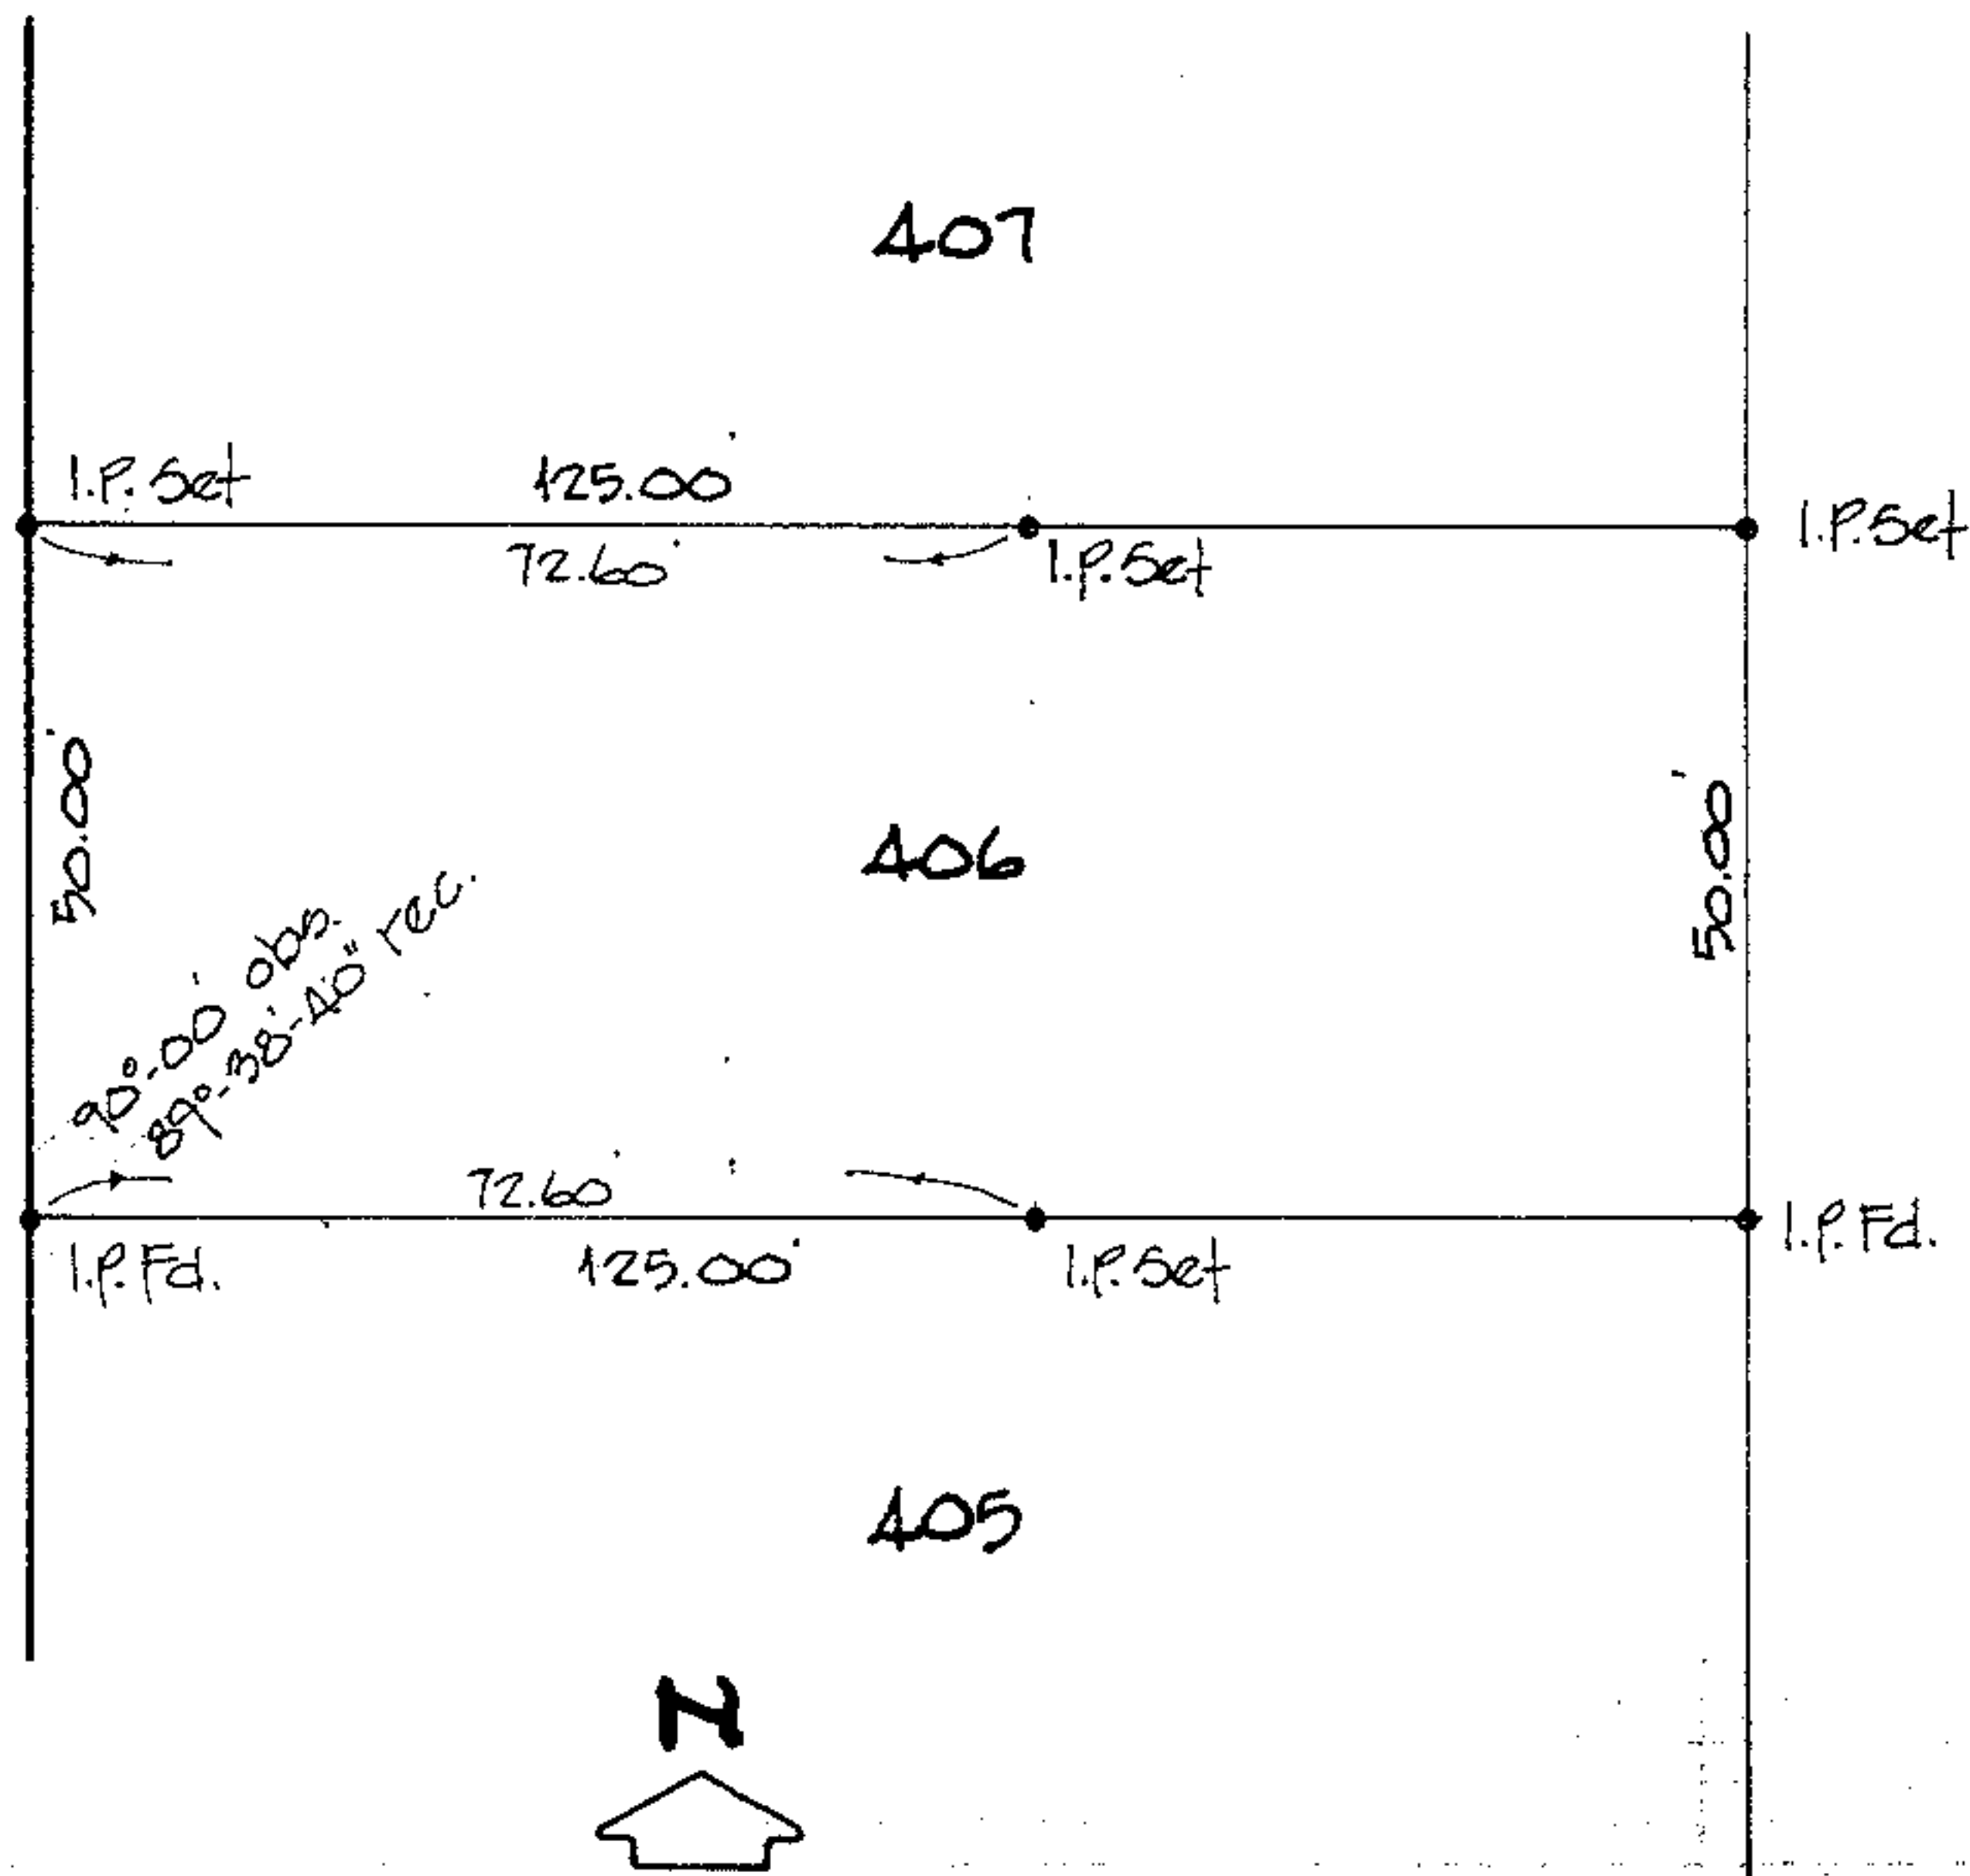 407
I.P. Set
125.00'
72.60'
I.P. Set
I.P. Set
50.00'
406
50.00'
90°-00' obs.
89°-38'-40" rec.
72.60'
I.P. Fd.
125.00'
I.P. Set
I.P. Fd.
405
N